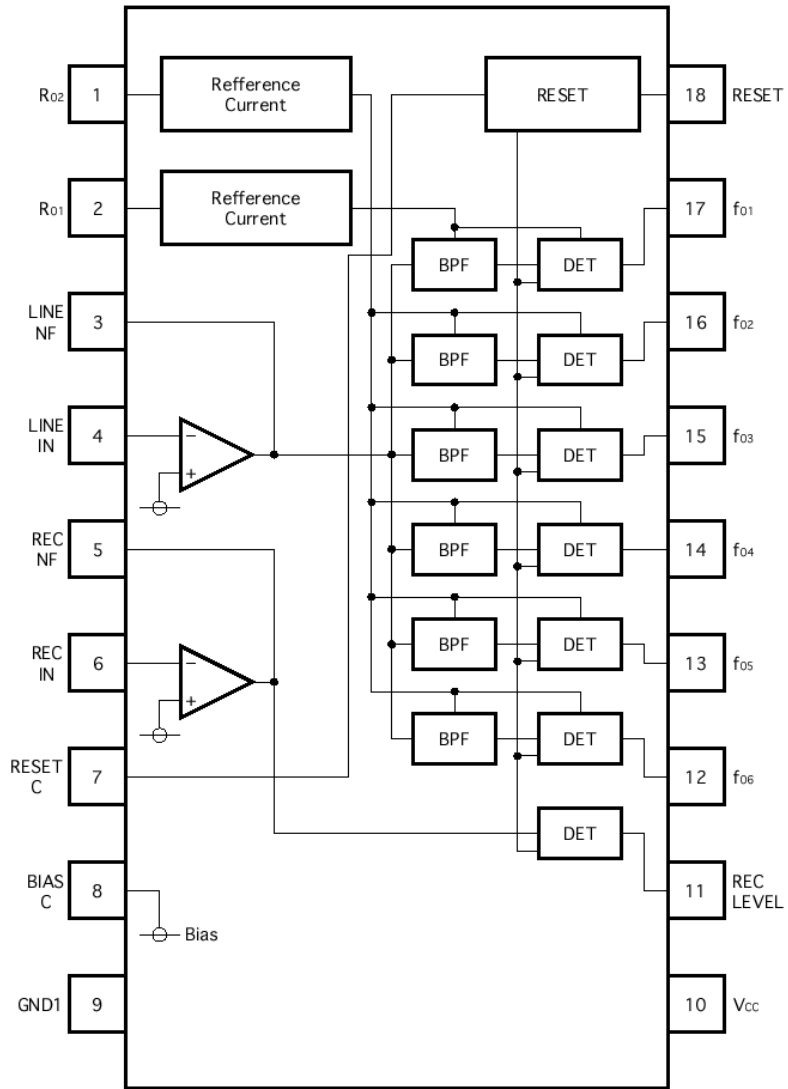 R02
1
Refference
Current
RESET
18
RESET
R01
2
Refference
Current
17
f01
BPF
DET
LINE
NF
3
16
f02
BPF
DET
LINE
IN
4
−
+
15
f03
BPF
DET
REC
NF
5
14
f04
BPF
DET
REC
IN
6
−
+
13
f05
BPF
DET
RESET
C
7
12
f06
BPF
DET
DET
BIAS
C
8
Bias
11
REC
LEVEL
GND1
9
10
VCC